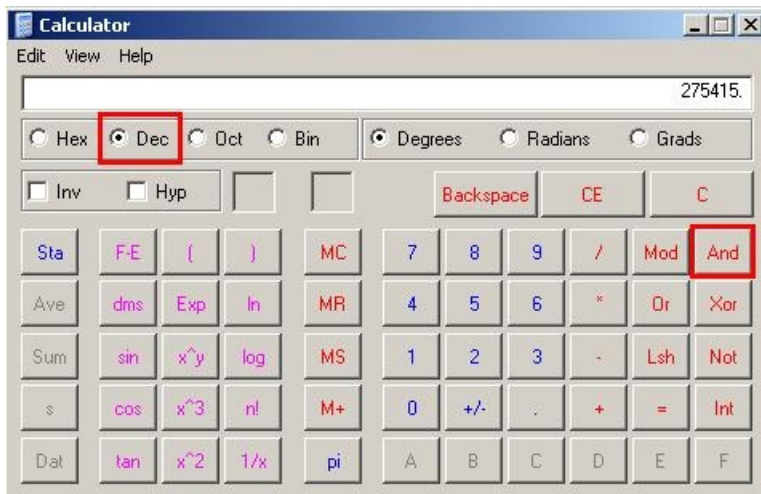 Calculator
Edit View Help
275415.
Hex Dec Oct Bin Degrees Radians Grads
Inv Hyp Backspace CE C
Sta F-E ( ) MC 7 8 9 / Mod And
Ave dms Exp ln MR 4 5 6 * Or Xor
Sum sin x^y log MS 1 2 3 - Lsh Not
s cos x^3 n! M+ 0 +/- . + = Int
Dat tan x^2 1/x pi A B C D E F